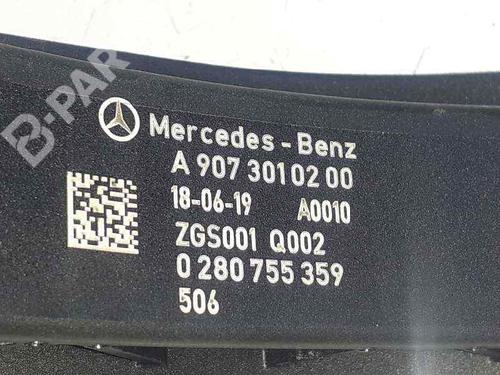 B-PAR
Mercedes-Benz
A 907 301 02 00
18-06-19 A0010
ZGS001 Q002
0 280 755 359
506